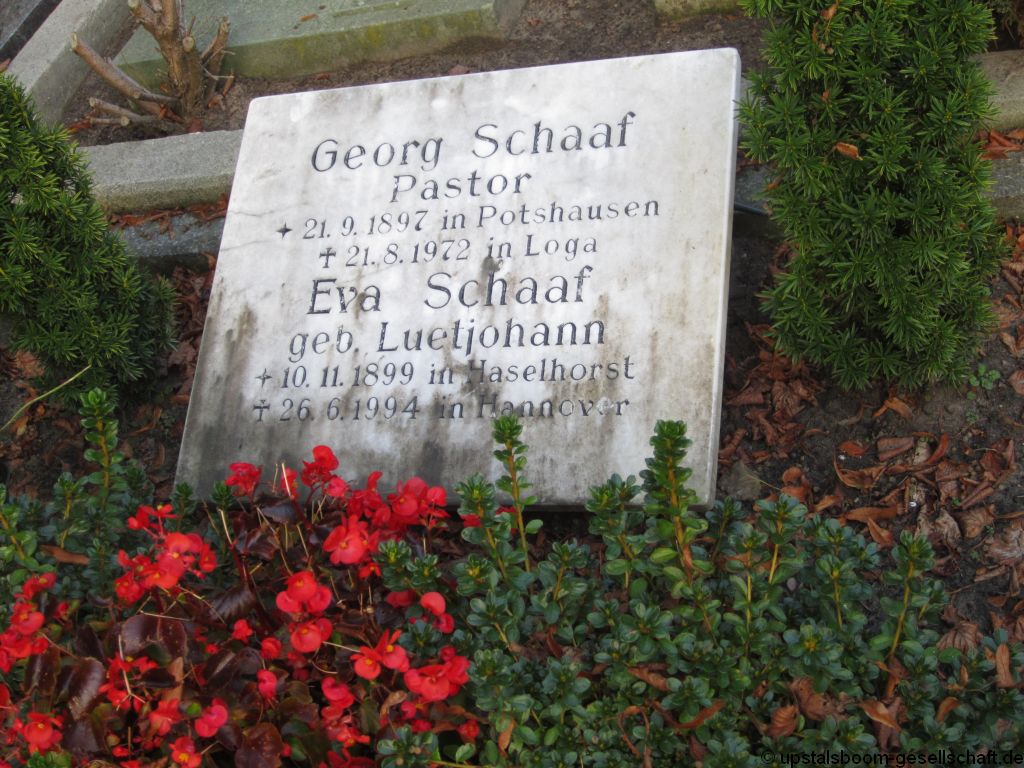 Georg Schaaf
Pastor
✦ 21. 9. 1897 in Potshausen
✝ 21. 8. 1972 in Loga
Eva Schaaf
geb. Luetjohann
✦ 10. 11. 1899 in Haselhorst
✝ 26. 6. 1994 in Hannover
© upstalsboom-gesellschaft.de